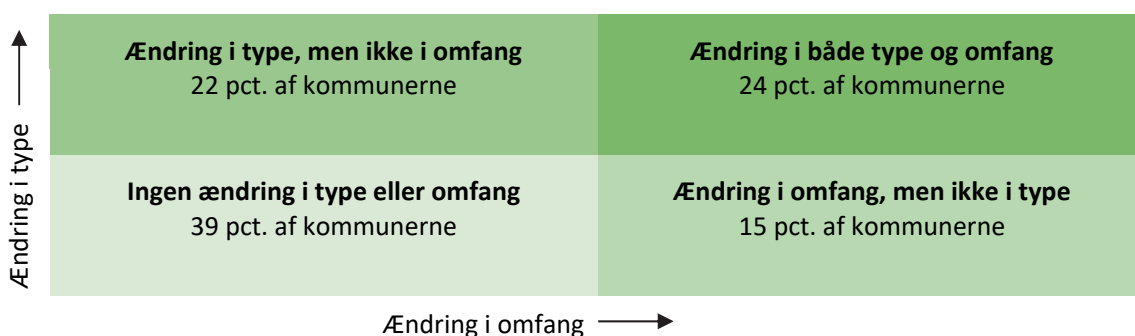 Ændring i type, men ikke i omfang
22 pct. af kommunerne
Ændring i både type og omfang
24 pct. af kommunerne
Ændring i type
Ingen ændring i type eller omfang
39 pct. af kommunerne
Ændring i omfang, men ikke i type
15 pct. af kommunerne
Ændring i omfang